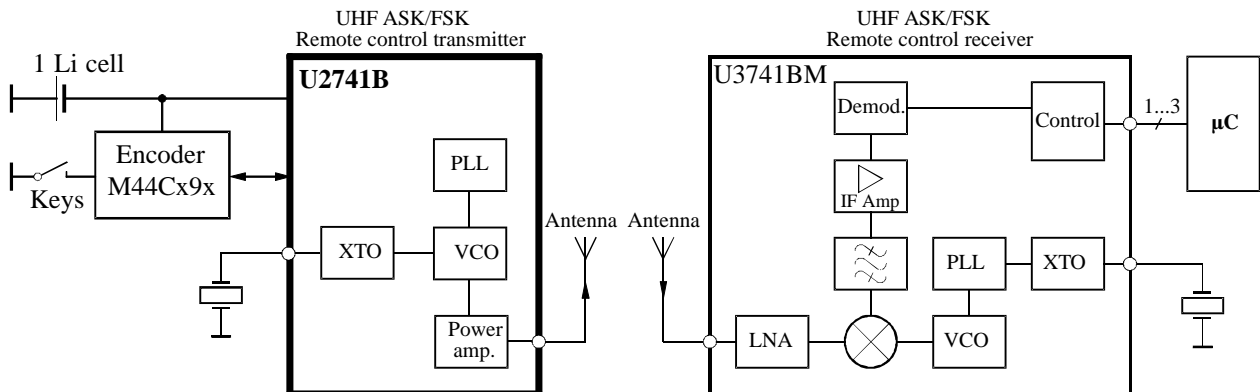 UHF ASK/FSK
Remote control transmitter
1 Li cell
U2741B
Encoder
M44Cx9x
Keys
PLL
XTO
VCO
Power
amp.
Antenna
Antenna
UHF ASK/FSK
Remote control receiver
U3741BM
Demod.
Control
1...3
µC
IF Amp
PLL
XTO
LNA
VCO